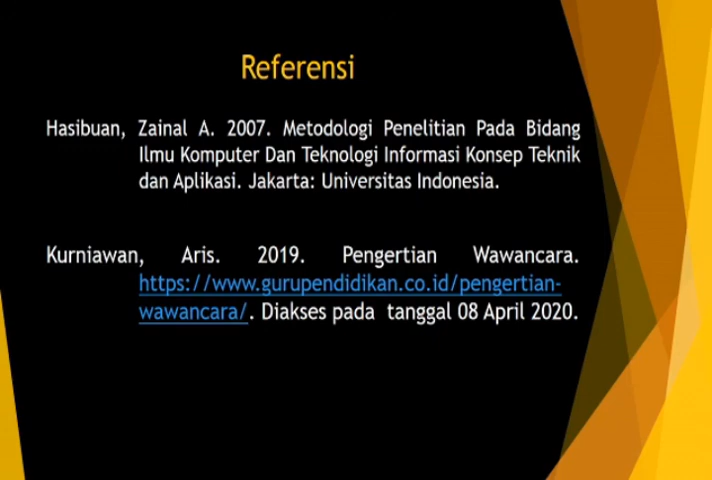 Referensi
Hasibuan, Zainal A. 2007. Metodologi Penelitian Pada Bidang
Ilmu Komputer Dan Teknologi Informasi Konsep Teknik
dan Aplikasi. Jakarta: Universitas Indonesia.
Kurniawan, Aris. 2019. Pengertian Wawancara.
https://www.gurupendidikan.co.id/pengertian-
wawancara/. Diakses pada tanggal 08 April 2020.